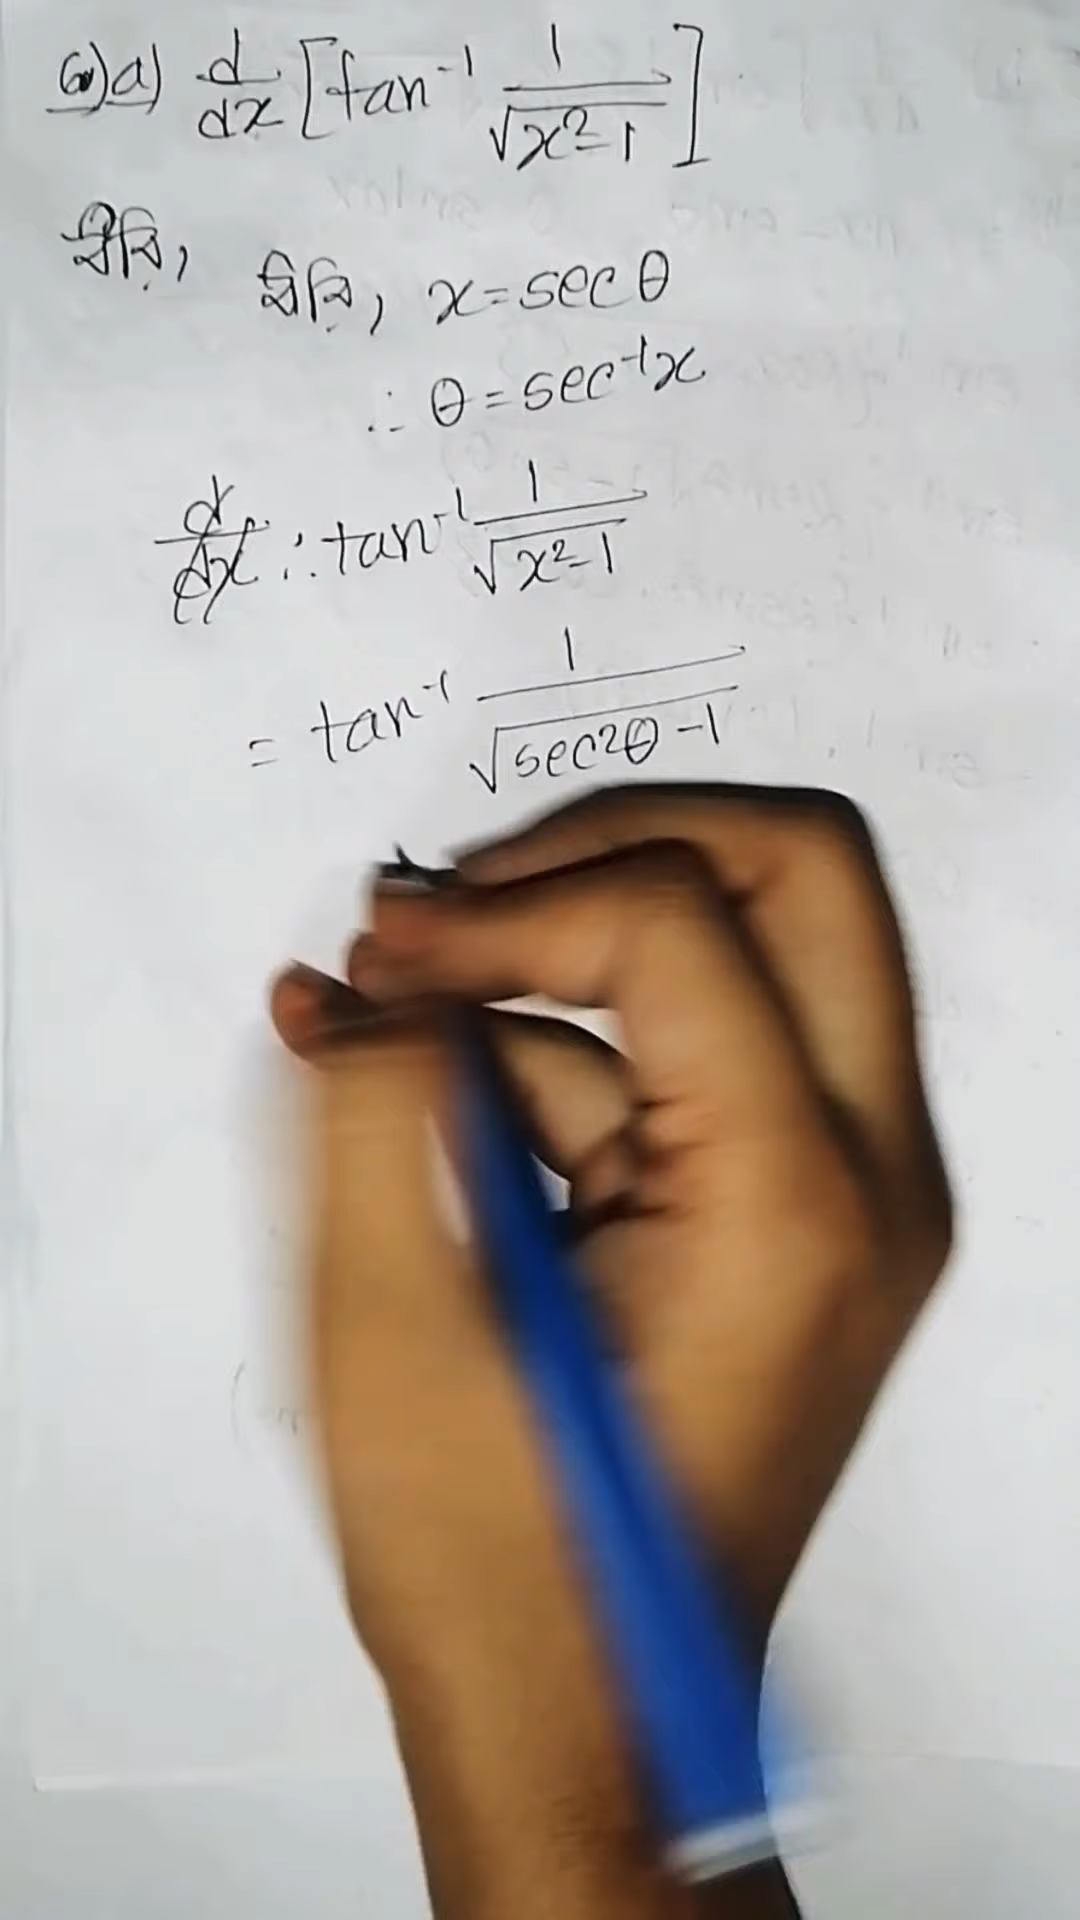 6)a) d/dx [tan⁻¹ 1/√(x²-1)]
ধরি,
ধরি, x=secθ
∴ θ=sec⁻¹x
∴ tan⁻¹ 1/√(x²-1)
= tan⁻¹ 1/√(sec²θ-1)